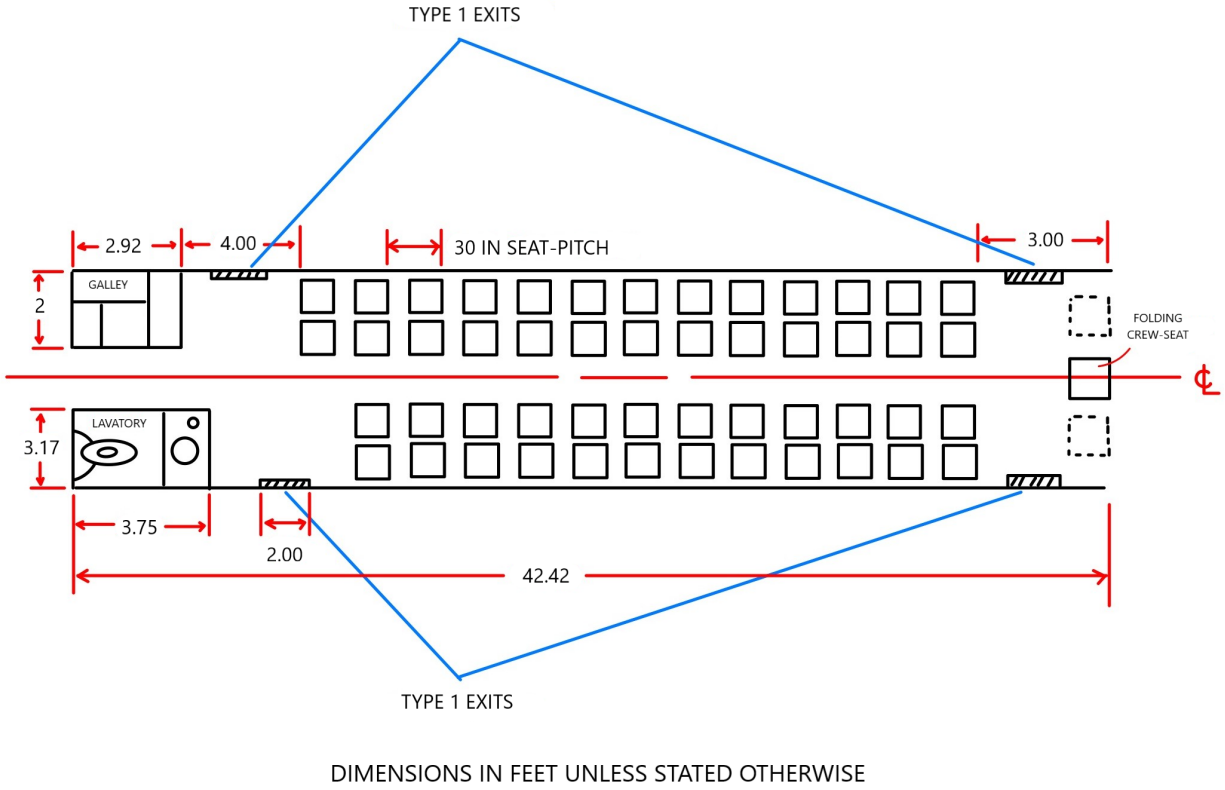 TYPE 1 EXITS
2.92
4.00
30 IN SEAT-PITCH
3.00
GALLEY
2
FOLDING
CREW-SEAT
℄
LAVATORY
3.17
3.75
2.00
42.42
TYPE 1 EXITS
DIMENSIONS IN FEET UNLESS STATED OTHERWISE